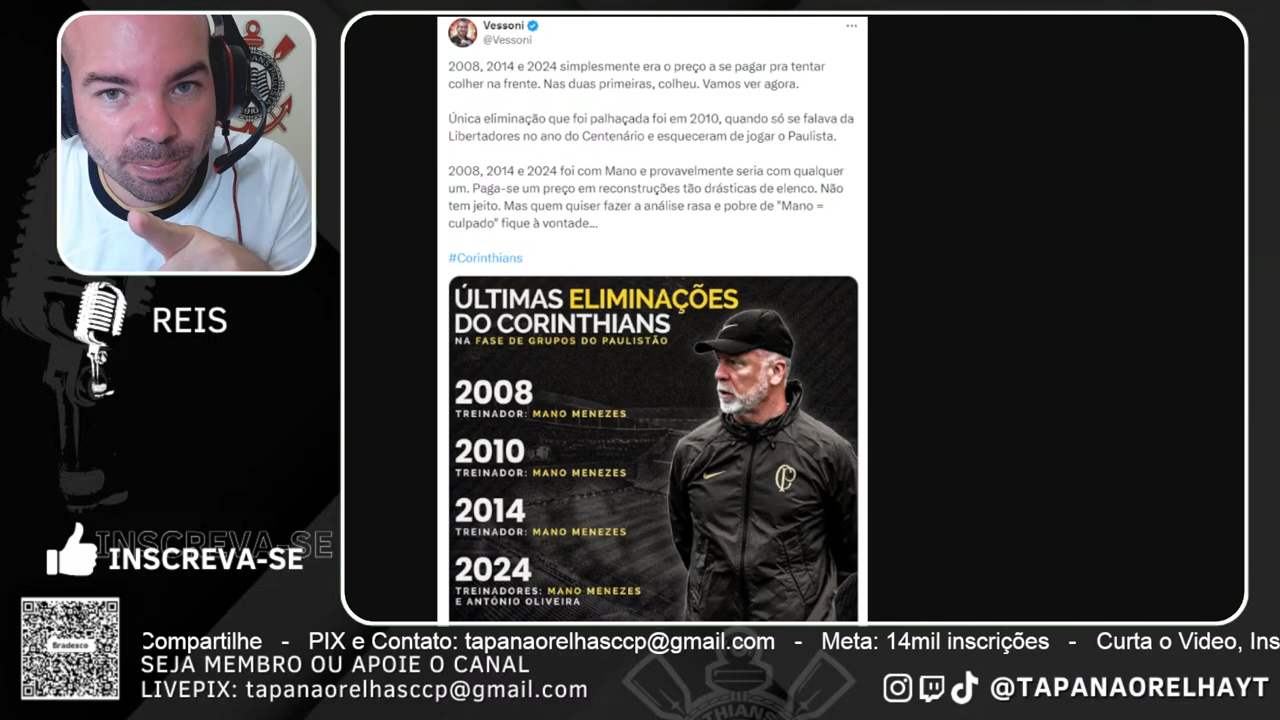 Vessoni
@Vessoni
2008, 2014 e 2024 simplesmente era o preço a se pagar pra tentar
colher na frente. Nas duas primeiras, colheu. Vamos ver agora.
Única eliminação que foi palhaçada foi em 2010, quando só se falava da
Libertadores no ano do Centenário e esqueceram de jogar o Paulista.
2008, 2014 e 2024 foi com Mano e provavelmente seria com qualquer
um. Paga-se um preço em reconstruções tão drásticas de elenco. Não
tem jeito. Mas quem quiser fazer a análise rasa e pobre de "Mano =
culpado" fique à vontade...
#Corinthians
ÚLTIMAS ELIMINAÇÕES
DO CORINTHIANS
NA FASE DE GRUPOS DO PAULISTÃO
2008
TREINADOR: MANO MENEZES
2010
TREINADOR: MANO MENEZES
2014
TREINADOR: MANO MENEZES
2024
TREINADORES: MANO MENEZES
E ANTÓNIO OLIVEIRA
REIS
INSCREVA-SE
INSCREVA-SE
Bradesco
Compartilhe - PIX e Contato: tapanaorelhasccp@gmail.com - Meta: 14mil inscrições - Curta o Video, Ins
SEJA MEMBRO OU APOIE O CANAL
LIVEPIX: tapanaorelhasccp@gmail.com
@TAPANAORELHAYT